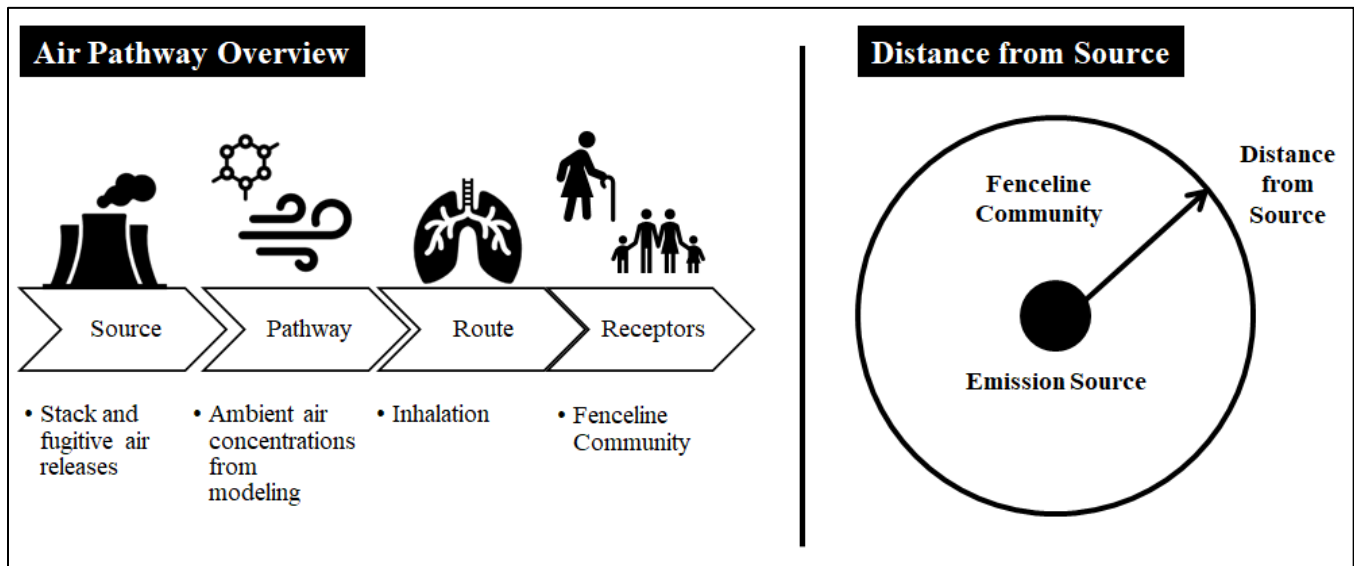 Air Pathway Overview
Source
Pathway
Route
Receptors
• Stack and
fugitive air
releases
• Ambient air
concentrations
from
modeling
• Inhalation
• Fenceline
Community
Distance from Source
Fenceline
Community
Distance
from
Source
Emission Source